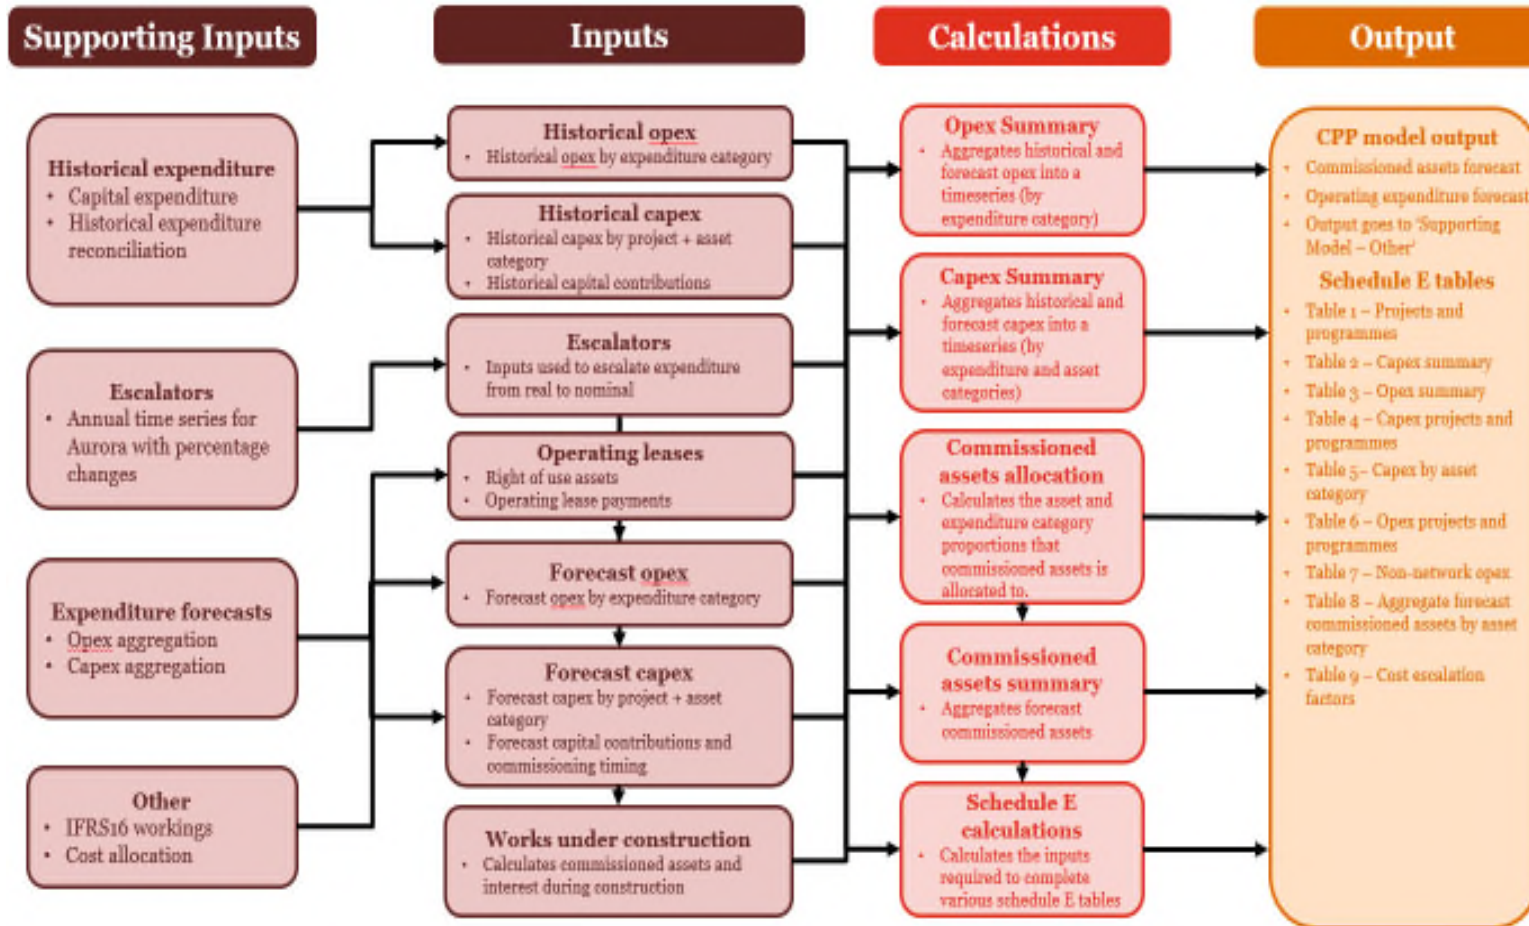 Supporting Inputs
Inputs
Calculations
Output
Historical expenditure
• Capital expenditure
• Historical expenditure
reconciliation
Escalators
• Annual time series for
Aurora with percentage
changes
Expenditure forecasts
• Opex aggregation
• Capex aggregation
Other
• IFRS16 workings
• Cost allocation
Historical opex
• Historical opex by expenditure category
Historical capex
• Historical capex by project + asset
category
• Historical capital contributions
Escalators
• Inputs used to escalate expenditure
from real to nominal
Operating leases
• Right of use assets
• Operating lease payments
Forecast opex
• Forecast opex by expenditure category
Forecast capex
• Forecast capex by project + asset
category
• Forecast capital contributions and
commissioning timing
Works under construction
• Calculates commissioned assets and
interest during construction
Opex Summary
• Aggregates historical and
forecast opex into a
timeseries (by
expenditure category)
Capex Summary
• Aggregates historical and
forecast capex into a
timeseries (by
expenditure and asset
categories)
Commissioned
assets allocation
• Calculates the asset and
expenditure category
proportions that
commissioned assets is
allocated to.
Commissioned
assets summary
• Aggregates forecast
commissioned assets
Schedule E
calculations
• Calculates the inputs
required to complete
various schedule E tables
CPP model output
• Commissioned assets forecast
• Operating expenditure forecast
• Output goes to 'Supporting
Model – Other'
Schedule E tables
• Table 1 – Projects and
programmes
• Table 2 – Capex summary
• Table 3 – Opex summary
• Table 4 – Capex projects and
programmes
• Table 5– Capex by asset
category
• Table 6 – Opex projects and
programmes
• Table 7 – Non-network opex
• Table 8 – Aggregate forecast
commissioned assets by asset
category
• Table 9 – Cost escalation
factors